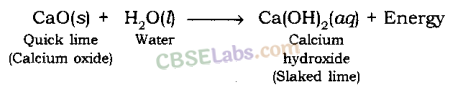 CaO(s) + H₂O(l) ⟶ Ca(OH)₂(aq) + Energy
Quick lime Water Calcium
(Calcium oxide) hydroxide
(Slaked lime)
CBSELabs.com